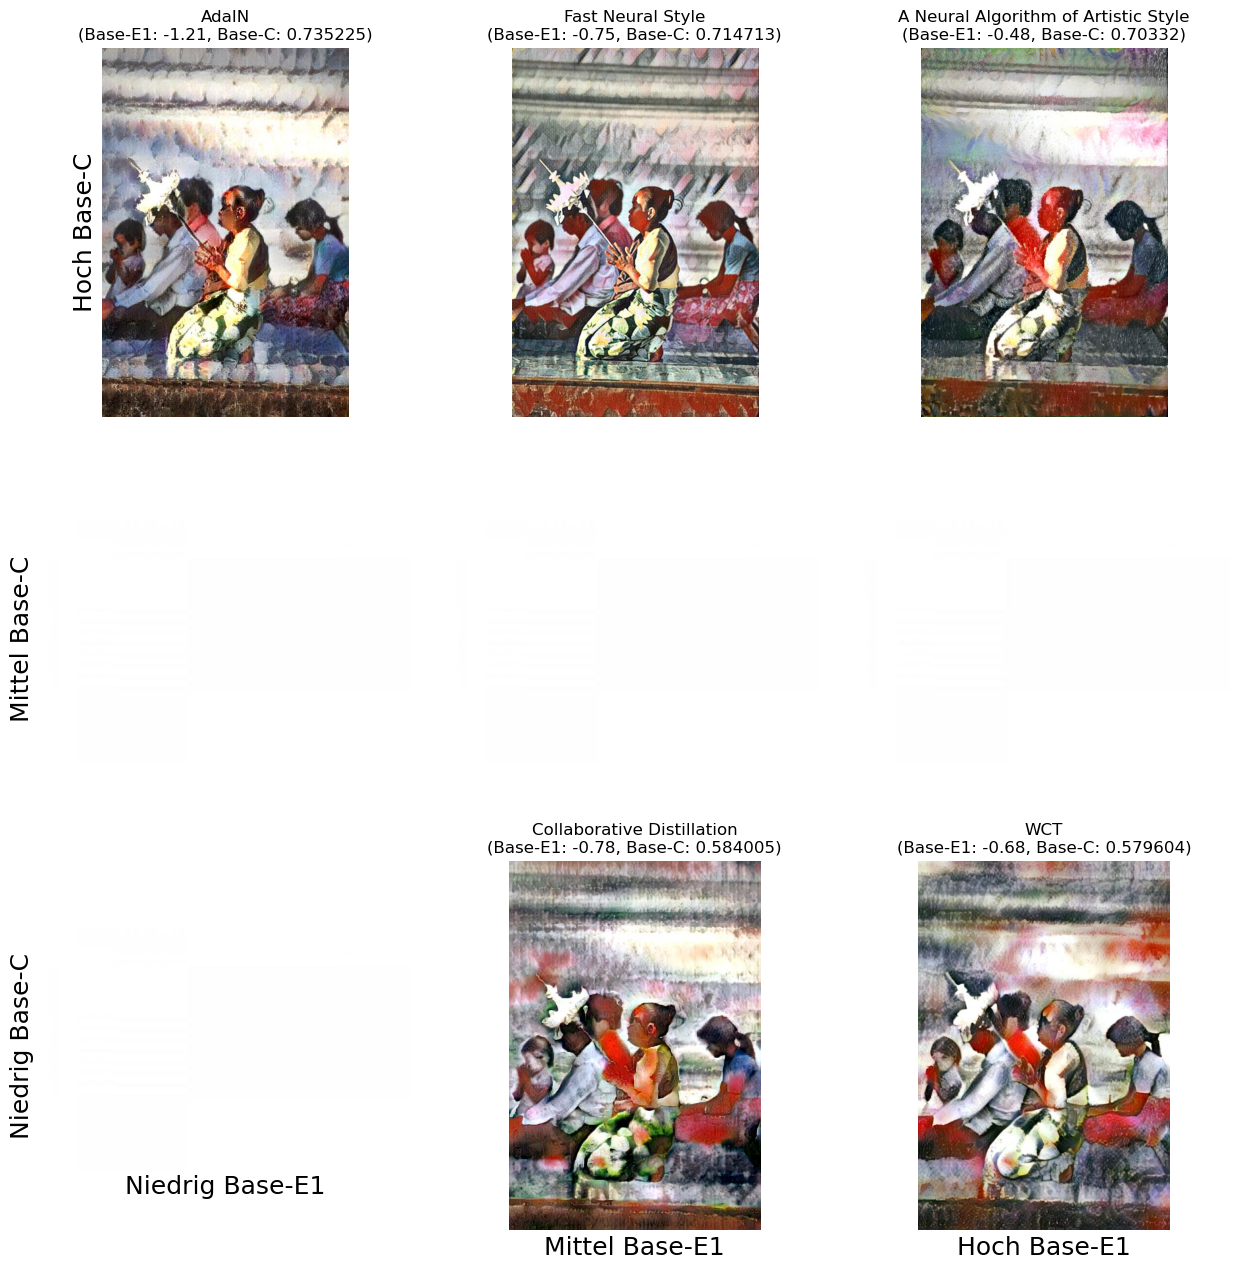 AdaIN
(Base-E1: -1.21, Base-C: 0.735225)
Fast Neural Style
(Base-E1: -0.75, Base-C: 0.714713)
A Neural Algorithm of Artistic Style
(Base-E1: -0.48, Base-C: 0.70332)
Hoch Base-C
Mittel Base-C
Collaborative Distillation
(Base-E1: -0.78, Base-C: 0.584005)
WCT
(Base-E1: -0.68, Base-C: 0.579604)
Niedrig Base-C
Niedrig Base-E1
Mittel Base-E1
Hoch Base-E1